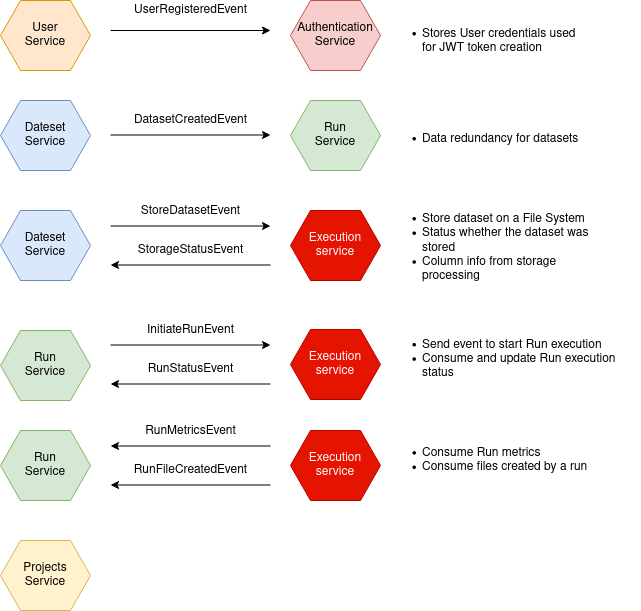 UserRegisteredEvent
User
Service
Authentication
Service
• Stores User credentials used
for JWT token creation
DatasetCreatedEvent
Dateset
Service
Run
Service
• Data redundancy for datasets
StoreDatasetEvent
StorageStatusEvent
Dateset
Service
Execution
service
• Store dataset on a File System
• Status whether the dataset was
stored
• Column info from storage
processing
InitiateRunEvent
RunStatusEvent
Run
Service
Execution
service
• Send event to start Run execution
• Consume and update Run execution
status
RunMetricsEvent
RunFileCreatedEvent
Run
Service
Execution
service
• Consume Run metrics
• Consume files created by a run
Projects
Service